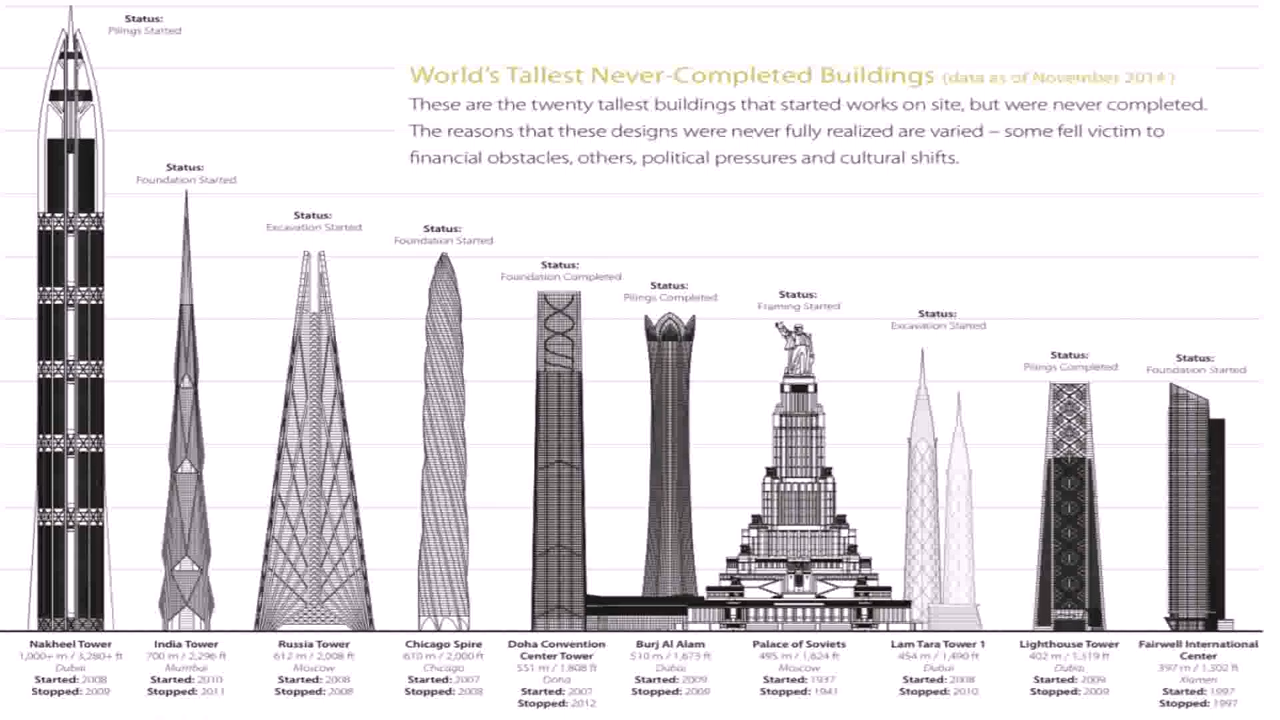 Status:
Pilings Started
World's Tallest Never-Completed Buildings (data as of November 2014)
These are the twenty tallest buildings that started works on site, but were never completed.
The reasons that these designs were never fully realized are varied – some fell victim to
financial obstacles, others, political pressures and cultural shifts.
Status:
Foundation Started
Status:
Excavation Started
Status:
Foundation Started
Status:
Foundation Completed
Status:
Pilings Completed
Status:
Framing Started
Status:
Excavation Started
Status:
Pilings Completed
Status:
Foundation Started
Nakheel Tower
1,000+ m / 3,280+ ft
Dubai
Started: 2008
Stopped: 2009
India Tower
700 m / 2,296 ft
Mumbai
Started: 2010
Stopped: 2011
Russia Tower
612 m / 2,008 ft
Moscow
Started: 2008
Stopped: 2008
Chicago Spire
610 m / 2,000 ft
Chicago
Started: 2007
Stopped: 2008
Doha Convention
Center Tower
551 m / 1,808 ft
Doha
Started: 2007
Stopped: 2012
Burj Al Alam
510 m / 1,673 ft
Dubai
Started: 2009
Stopped: 2009
Palace of Soviets
495 m / 1,624 ft
Moscow
Started: 1937
Stopped: 1941
Lam Tara Tower 1
454 m / 1,490 ft
Dubai
Started: 2008
Stopped: 2010
Lighthouse Tower
402 m / 1,319 ft
Dubai
Started: 2009
Stopped: 2009
Fairwell International
Center
397 m / 1,302 ft
Xiamen
Started: 1997
Stopped: 1997